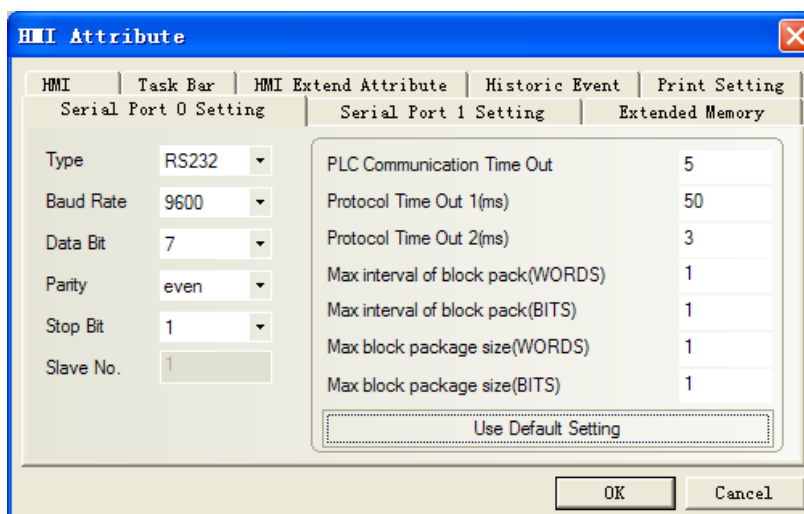 HMI Attribute
HMI Task Bar HMI Extend Attribute Historic Event Print Setting
Serial Port 0 Setting Serial Port 1 Setting Extended Memory
Type RS232 PLC Communication Time Out 5
Baud Rate 9600 Protocol Time Out 1(ms) 50
Data Bit 7 Protocol Time Out 2(ms) 3
Parity even Max interval of block pack(WORDS) 1
Stop Bit 1 Max interval of block pack(BITS) 1
Slave No. 1 Max block package size(WORDS) 1
Max block package size(BITS) 1
Use Default Setting
OK Cancel